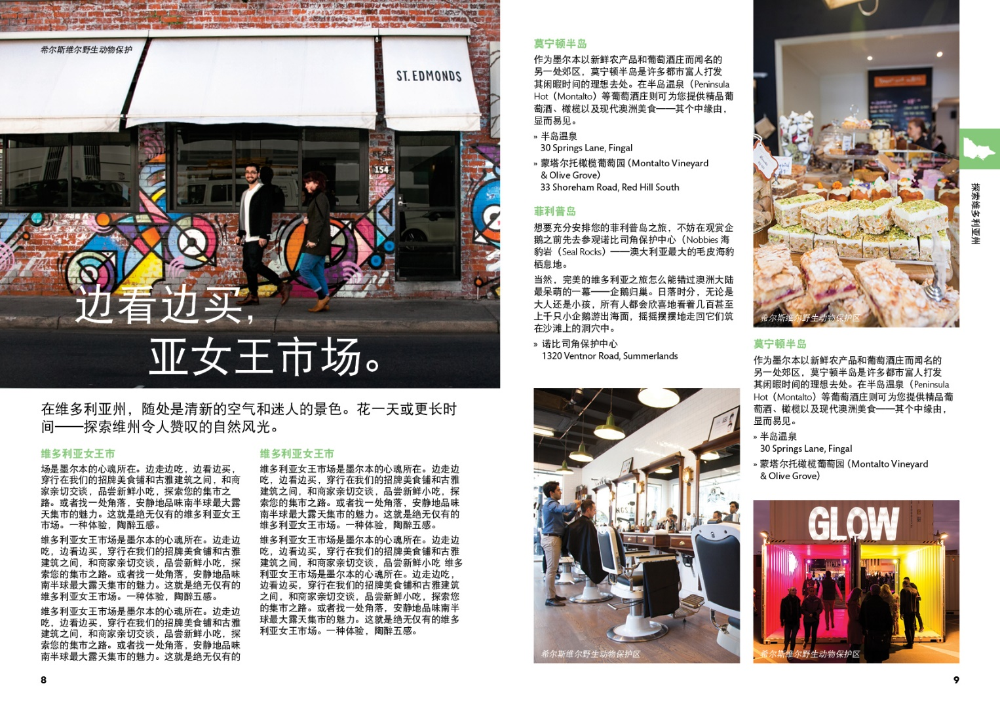 希尔斯维尔野生动物保护
ST. EDMONDS
154
边看边买，
亚女王市场。
在维多利亚州，随处是清新的空气和迷人的景色。花一天或更长时
间——探索维州令人赞叹的自然风光。
维多利亚女王市
场是墨尔本的心魂所在。边走边吃，边看边买，
穿行在我们的招牌美食铺和古雅建筑之间，和商
家亲切交谈，品尝新鲜小吃，探索您的集市之
路。或者找一处角落，安静地品味南半球最大露
天集市的魅力。这就是绝无仅有的维多利亚女王
市场。一种体验，陶醉五感。
维多利亚女王市场是墨尔本的心魂所在。边走边
吃，边看边买，穿行在我们的招牌美食铺和古雅
建筑之间，和商家亲切交谈，品尝新鲜小吃，探
索您的集市之路。或者找一处角落，安静地品味
南半球最大露天集市的魅力。这就是绝无仅有的
维多利亚女王市场。一种体验，陶醉五感。
维多利亚女王市场是墨尔本的心魂所在。边走边
吃，边看边买，穿行在我们的招牌美食铺和古雅
建筑之间，和商家亲切交谈，品尝新鲜小吃，探
索您的集市之路。或者找一处角落，安静地品味
南半球最大露天集市的魅力。这就是绝无仅有的
维多利亚女王市
维多利亚女王市场是墨尔本的心魂所在。边走边
吃，边看边买，穿行在我们的招牌美食铺和古雅
建筑之间，和商家亲切交谈，品尝新鲜小吃，探
索您的集市之路。或者找一处角落，安静地品味
南半球最大露天集市的魅力。这就是绝无仅有的
维多利亚女王市场。一种体验，陶醉五感。
维多利亚女王市场是墨尔本的心魂所在。边走边
吃，边看边买，穿行在我们的招牌美食铺和古雅
建筑之间，和商家亲切交谈，品尝新鲜小吃 维多
利亚女王市场是墨尔本的心魂所在。边走边吃，
边看边买，穿行在我们的招牌美食铺和古雅建筑
之间，和商家亲切交谈，品尝新鲜小吃，探索您
的集市之路。或者找一处角落，安静地品味南半
球最大露天集市的魅力。这就是绝无仅有的维多
利亚女王市场。一种体验，陶醉五感。
8
莫宁顿半岛
作为墨尔本以新鲜农产品和葡萄酒庄而闻名的
另一处郊区，莫宁顿半岛是许多都市富人打发
其闲暇时间的理想去处。在半岛温泉（Peninsula
Hot（Montalto）等葡萄酒庄则可为您提供精品葡
萄酒、橄榄以及现代澳洲美食——其个中缘由，
显而易见。
» 半岛温泉
30 Springs Lane, Fingal
» 蒙塔尔托橄榄葡萄园（Montalto Vineyard
& Olive Grove）
33 Shoreham Road, Red Hill South
菲利普岛
想要充分安排您的菲利普岛之旅，不妨在观赏企
鹅之前先去参观诺比司角保护中心（Nobbies 海
豹岩（Seal Rocks）——澳大利亚最大的毛皮海豹
栖息地。
当然，完美的维多利亚之旅怎么能错过澳洲大陆
最呆萌的一幕——企鹅归巢。日落时分，无论是
大人还是小孩，所有人都会欣喜地看着几百甚至
上千只小企鹅游出海面，摇摇摆摆地走回它们筑
在沙滩上的洞穴中。
» 诺比司角保护中心
1320 Ventnor Road, Summerlands
希尔斯维尔野生动物保护区
希尔斯维尔野生动物保护区
莫宁顿半岛
作为墨尔本以新鲜农产品和葡萄酒庄而闻名的
另一处郊区，莫宁顿半岛是许多都市富人打发
其闲暇时间的理想去处。在半岛温泉（Peninsula
Hot（Montalto）等葡萄酒庄则可为您提供精品葡
萄酒、橄榄以及现代澳洲美食——其个中缘由，
显而易见。
» 半岛温泉
30 Springs Lane, Fingal
» 蒙塔尔托橄榄葡萄园（Montalto Vineyard
& Olive Grove）
GLOW
希尔斯维尔野生动物保护区
探索维多利亚州
9